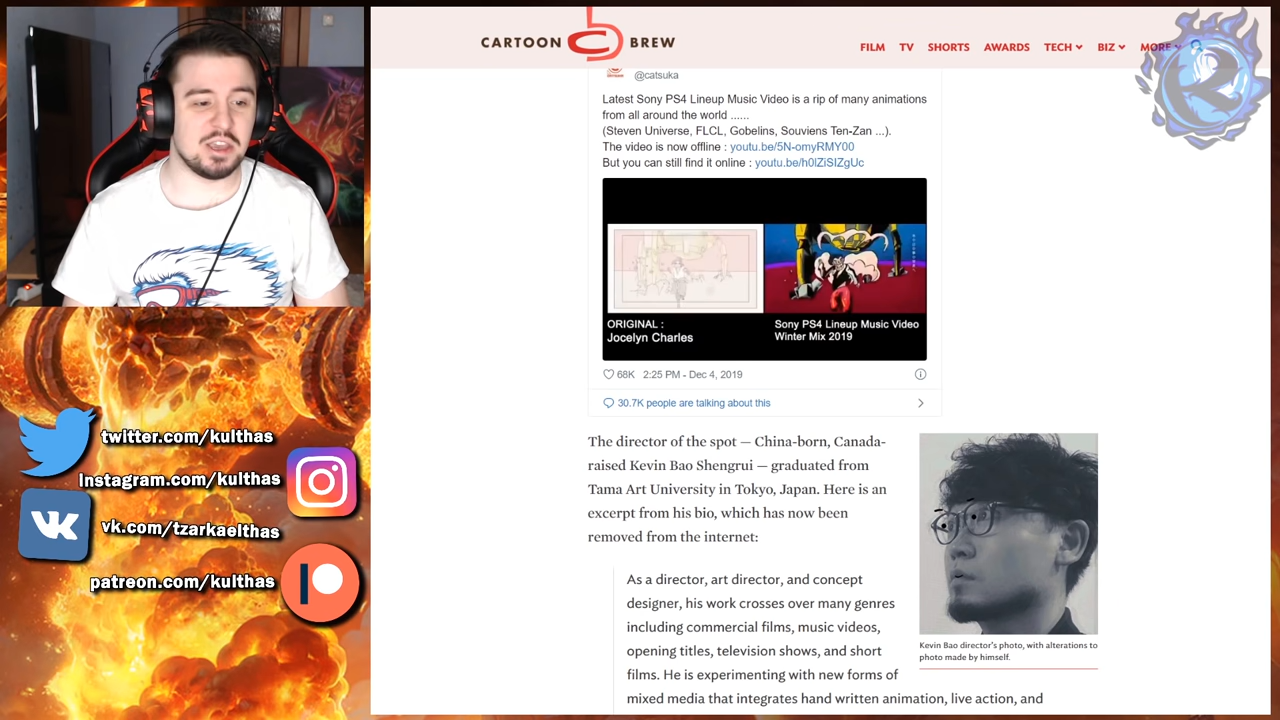 CARTOON BREW
FILM TV SHORTS AWARDS TECH BIZ MORE
@catsuka
Latest Sony PS4 Lineup Music Video is a rip of many animations
from all around the world ......
(Steven Universe, FLCL, Gobelins, Souviens Ten-Zan ...).
The video is now offline : youtu.be/5N-omyRMY00
But you can still find it online : youtu.be/h0lZiSIZgUc
ORIGINAL :
Jocelyn Charles
Sony PS4 Lineup Music Video
Winter Mix 2019
68K 2:25 PM - Dec 4, 2019
30.7K people are talking about this
The director of the spot — China-born, Canada-
raised Kevin Bao Shengrui — graduated from
Tama Art University in Tokyo, Japan. Here is an
excerpt from his bio, which has now been
removed from the internet:
As a director, art director, and concept
designer, his work crosses over many genres
including commercial films, music videos,
opening titles, television shows, and short
films. He is experimenting with new forms of
mixed media that integrates hand written animation, live action, and
Kevin Bao director's photo, with alterations to
photo made by himself.
twitter.com/kulthas
Instagram.com/kulthas
vk.com/tzarkaelthas
patreon.com/kulthas